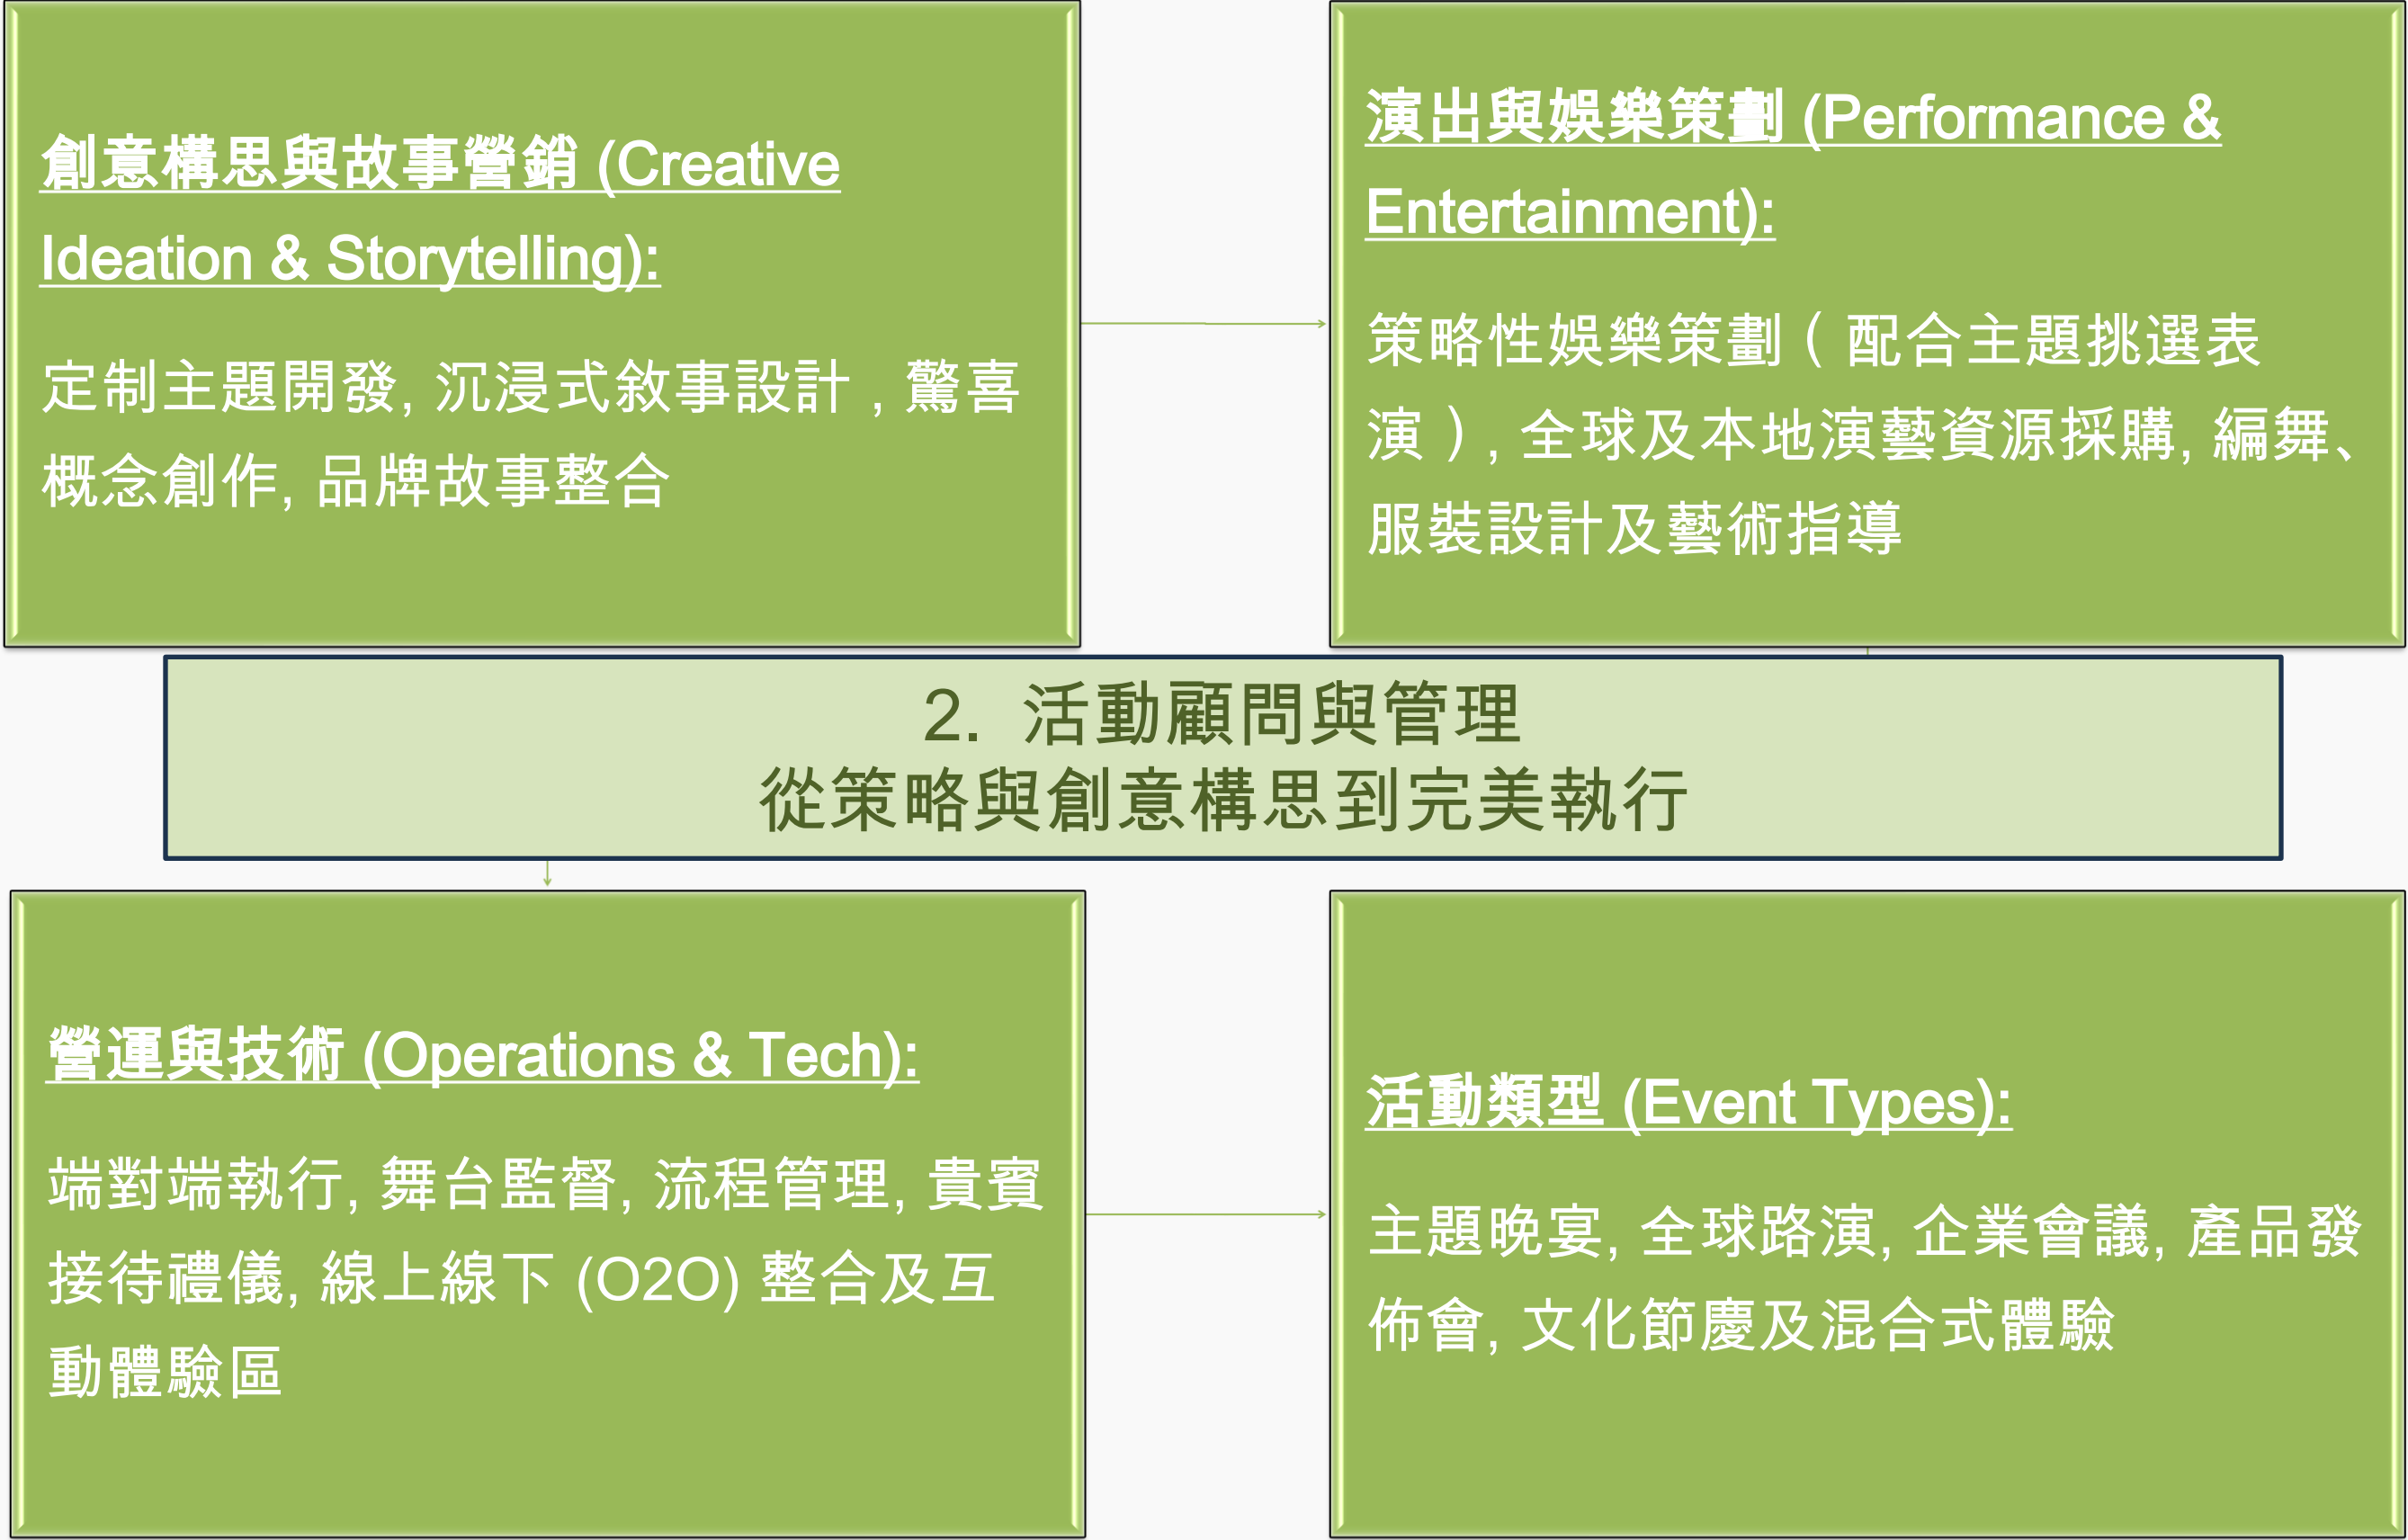 創意構思與故事營銷 (Creative
Ideation & Storytelling):
定制主題開發, 沉浸式敘事設計, 驚喜
概念創作, 品牌故事整合
演出與娛樂策劃 (Performance &
Entertainment):
策略性娛樂策劃 ( 配合主題挑選表
演 ) , 全球及本地演藝資源採購, 編舞、
服裝設計及藝術指導
2. 活動顧問與管理
從策略與創意構思到完美執行
營運與技術 (Operations & Tech):
端對端執行, 舞台監督, 流程管理, 貴賓
接待禮儀, 線上線下 (O2O) 整合及互
動體驗區
活動類型 (Event Types):
主題晚宴, 全球路演, 企業會議, 產品發
佈會, 文化節慶及混合式體驗